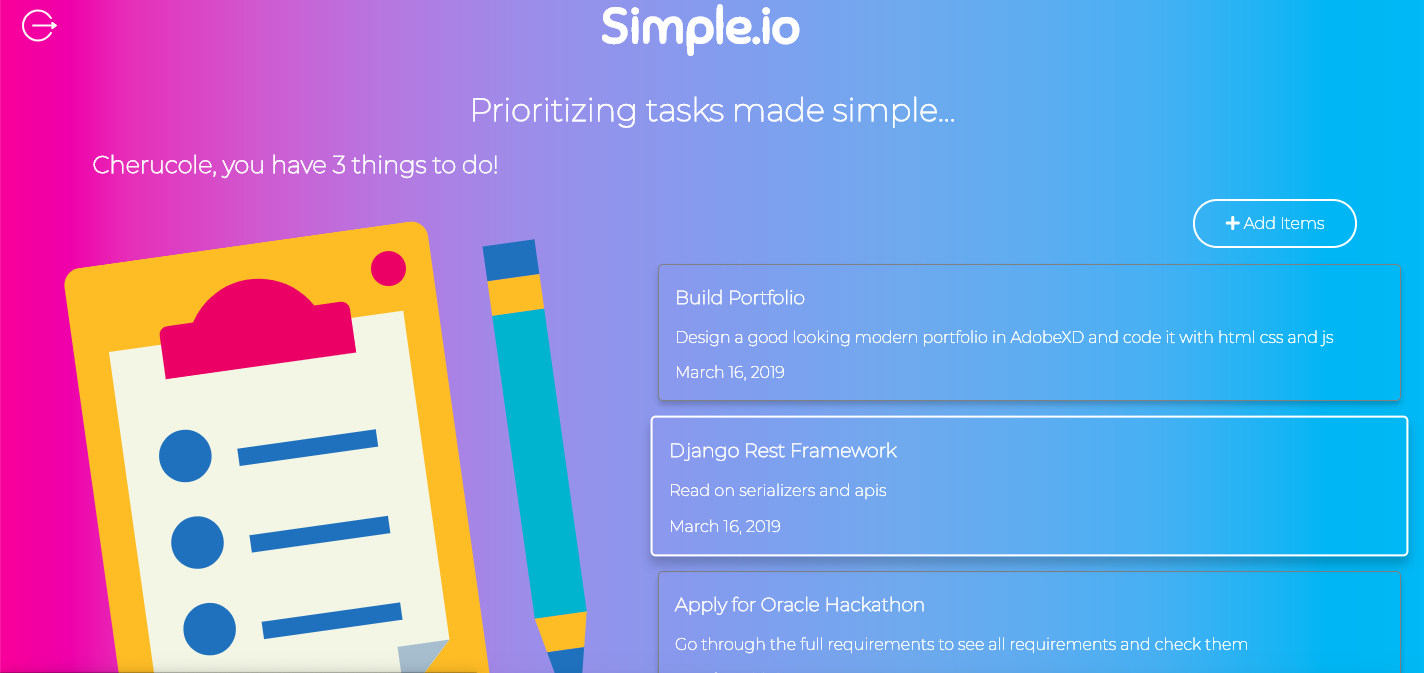 Simple.io
Prioritizing tasks made simple...
Cherucole, you have 3 things to do!
Add Items
Build Portfolio
Design a good looking modern portfolio in AdobeXD and code it with html css and js
March 16, 2019
Django Rest Framework
Read on serializers and apis
March 16, 2019
Apply for Oracle Hackathon
Go through the full requirements to see all requirements and check them